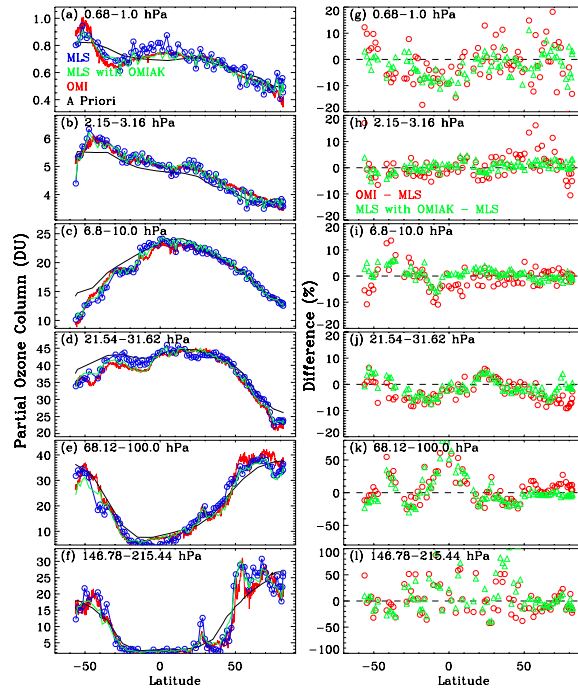 (a) 0.68−1.0 hPa
1.0
0.8
0.6
0.4
MLS
MLS with OMIAK
OMI
A Priori
(b) 2.15−3.16 hPa
6
5
4
(c) 6.8−10.0 hPa
25
20
15
10
(d) 21.54−31.62 hPa
45
40
35
30
25
20
(e) 68.12−100.0 hPa
40
30
20
10
(f) 146.78−215.44 hPa
30
25
20
15
10
5
−50 0 50
Latitude
Partial Ozone Column (DU)
(g) 0.68−1.0 hPa
20
10
0
−10
−20
(h) 2.15−3.16 hPa
20
10
0
−10
−20
OMI − MLS
MLS with OMIAK − MLS
(i) 6.8−10.0 hPa
20
10
0
−10
−20
(j) 21.54−31.62 hPa
20
10
0
−10
(k) 68.12−100.0 hPa
50
0
−50
(l) 146.78−215.44 hPa
100
50
0
−50
−100
−50 0 50
Latitude
Difference (%)